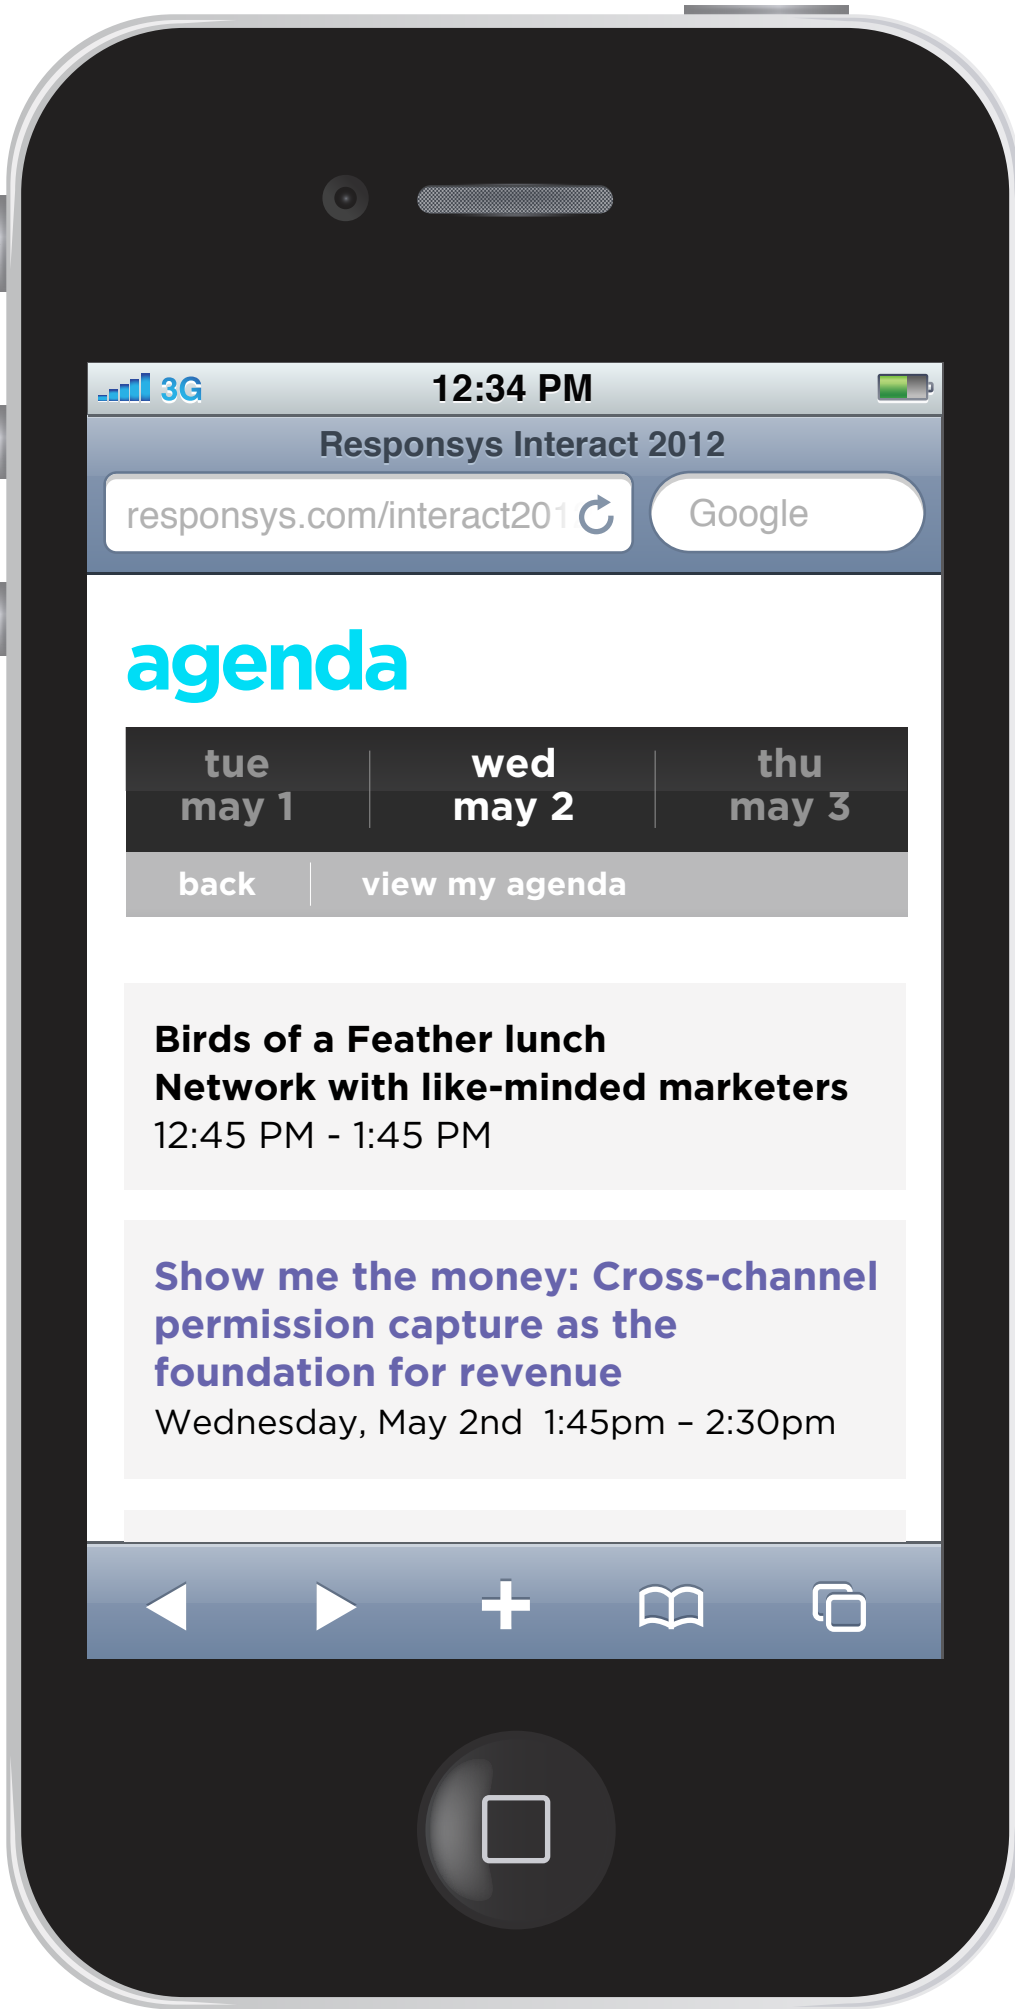 3G 12:34 PM
Responsys Interact 2012
responsys.com/interact201 Google
agenda
tue wed thu
may 1 may 2 may 3
back view my agenda
Birds of a Feather lunch
Network with like-minded marketers
12:45 PM - 1:45 PM
Show me the money: Cross-channel
permission capture as the
foundation for revenue
Wednesday, May 2nd 1:45pm – 2:30pm